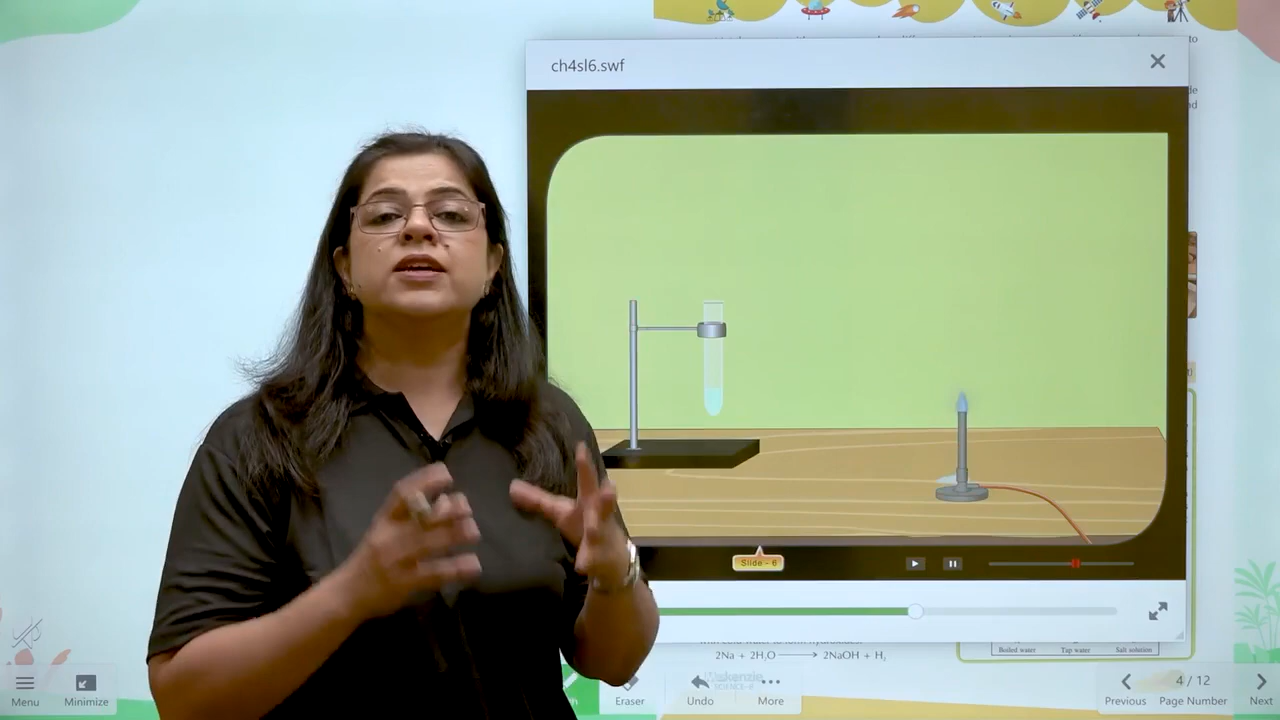 to
ch4sl6.swf
Slide - 6
2Na + 2H₂O ⟶ 2NaOH + H₂
Boiled water Tap water Salt solution
Menu
Minimize
Eraser
Undo
More
Previous
4 / 12
Page Number
Next